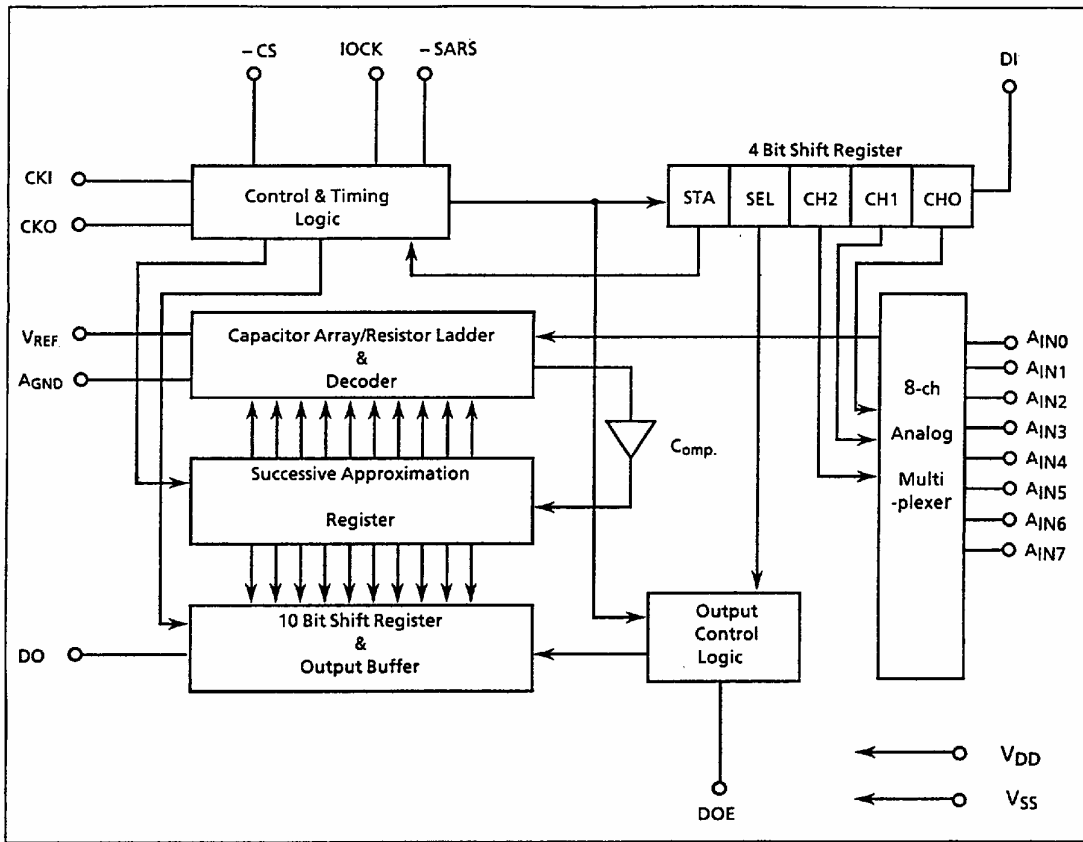 – CS
IOCK
– SARS
DI
CKI
CKO
Control & Timing
Logic
4 Bit Shift Register
STA
SEL
CH2
CH1
CHO
VREF
AGND
Capacitor Array/Resistor Ladder
&
Decoder
Comp.
Successive Approximation
Register
10 Bit Shift Register
&
Output Buffer
DO
Output
Control
Logic
DOE
8-ch
Analog
Multi
-plexer
AIN0
AIN1
AIN2
AIN3
AIN4
AIN5
AIN6
AIN7
VDD
VSS